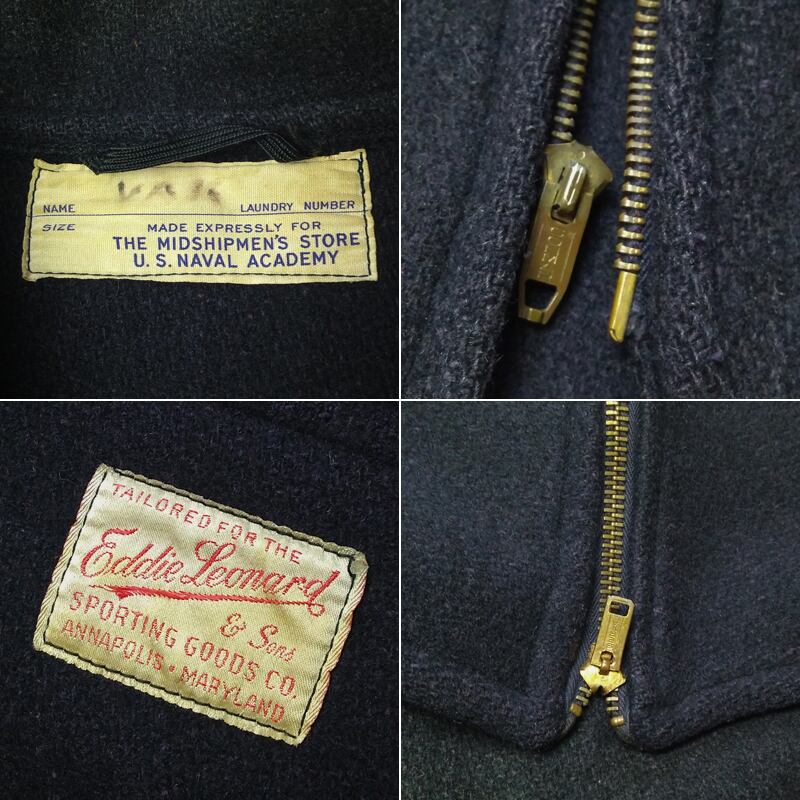 NAME LAUNDRY NUMBER
SIZE MADE EXPRESSLY FOR
THE MIDSHIPMEN'S STORE
U. S. NAVAL ACADEMY
TAILORED FOR THE
Eddie Leonard
& Sons
SPORTING GOODS CO.
ANNAPOLIS • MARYLAND